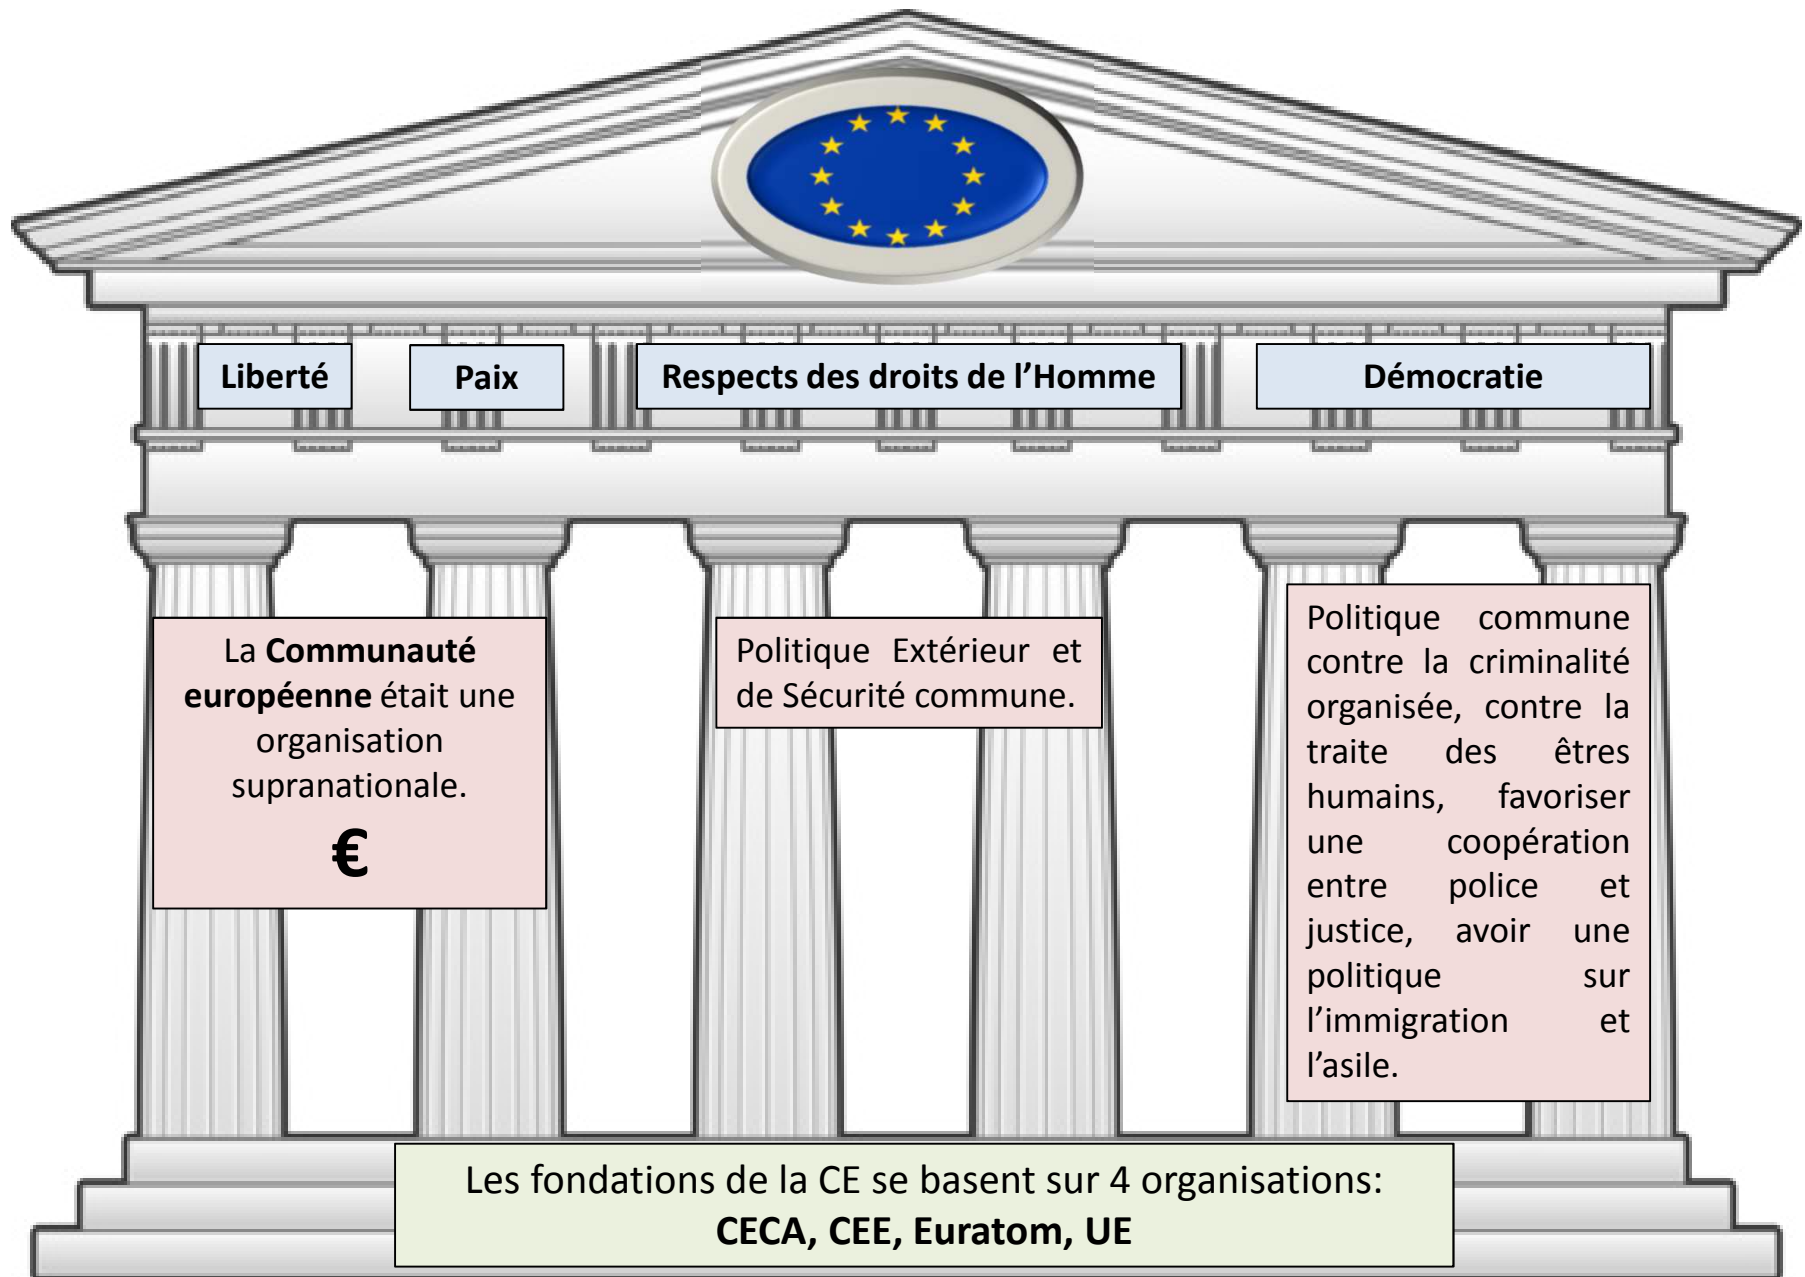 Liberté
Paix
Respects des droits de l’Homme
Démocratie
La Communauté
européenne était une
organisation
supranationale.
€
Politique Extérieur et
de Sécurité commune.
Politique commune
contre la criminalité
organisée, contre la
traite des êtres
humains, favoriser
une coopération
entre police et
justice, avoir une
politique sur
l’immigration et
l’asile.
Les fondations de la CE se basent sur 4 organisations:
CECA, CEE, Euratom, UE